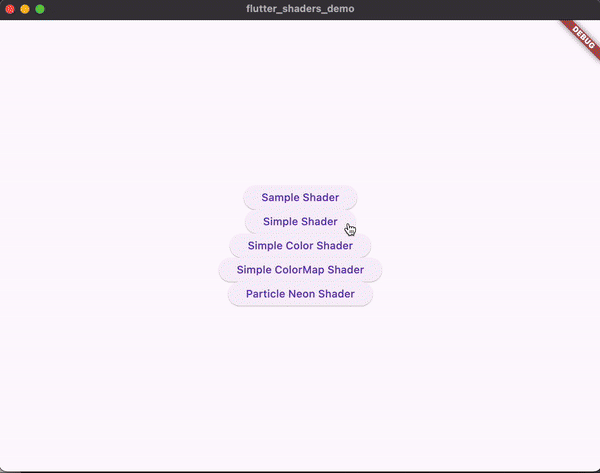 flutter_shaders_demo
DEBUG
Sample Shader
Simple Shader
Simple Color Shader
Simple ColorMap Shader
Particle Neon Shader